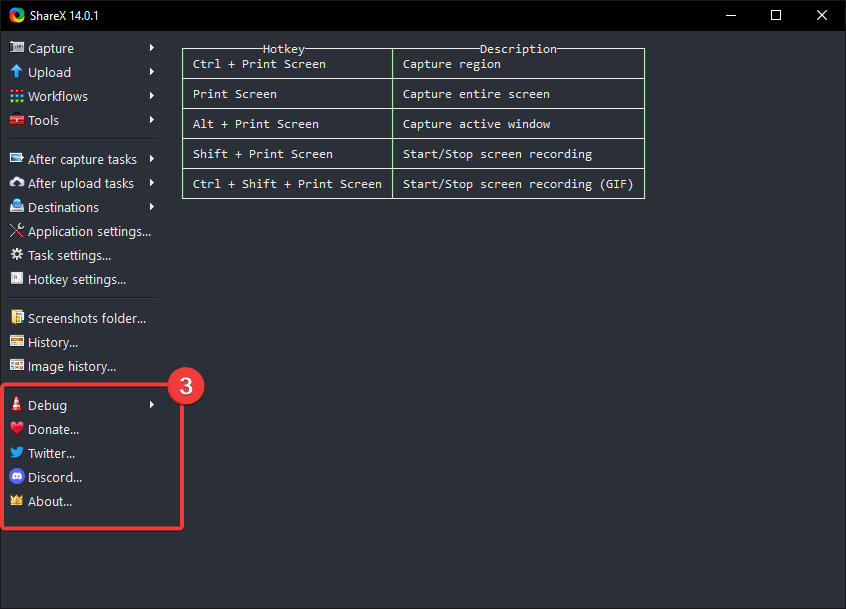 ShareX 14.0.1
Capture
Upload
Workflows
Tools
After capture tasks
After upload tasks
Destinations
Application settings...
Task settings...
Hotkey settings...
Screenshots folder...
History...
Image history...
3
Debug
Donate...
Twitter...
Discord...
About...
Hotkey Description
Ctrl + Print Screen Capture region
Print Screen Capture entire screen
Alt + Print Screen Capture active window
Shift + Print Screen Start/Stop screen recording
Ctrl + Shift + Print Screen Start/Stop screen recording (GIF)